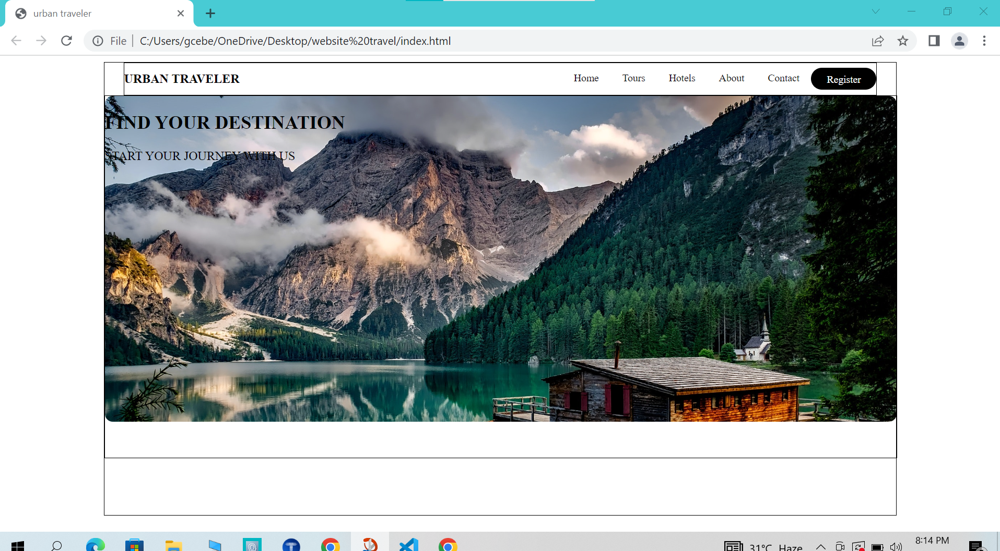 urban traveler
File
C:/Users/gcebe/OneDrive/Desktop/website%20travel/index.html
URBAN TRAVELER
Home Tours Hotels About Contact Register
FIND YOUR DESTINATION
START YOUR JOURNEY WITH US
31°C Haze
8:14 PM